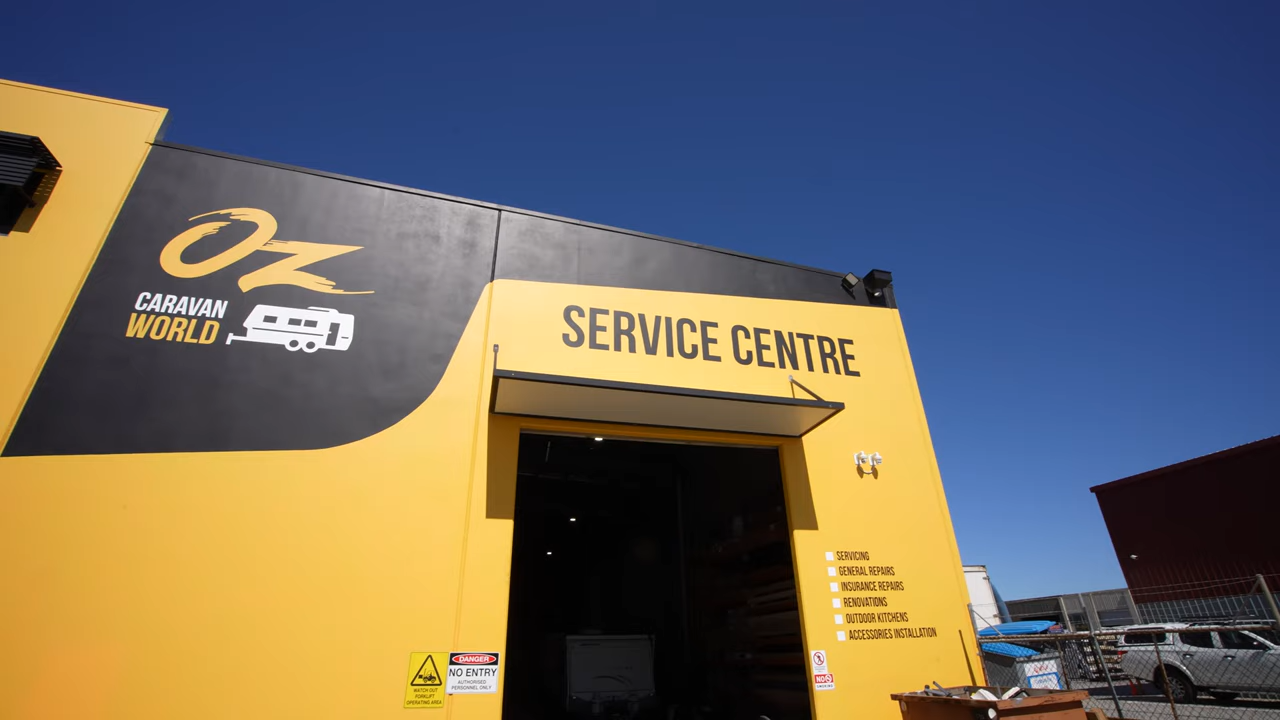 OZ
CARAVAN
WORLD
SERVICE CENTRE
SERVICING
GENERAL REPAIRS
INSURANCE REPAIRS
RENOVATIONS
OUTDOOR KITCHENS
ACCESSORIES INSTALLATION
WATCH OUT
FORKLIFT
OPERATING AREA
DANGER
NO ENTRY
AUTHORISED
PERSONNEL ONLY
NO
SMOKING